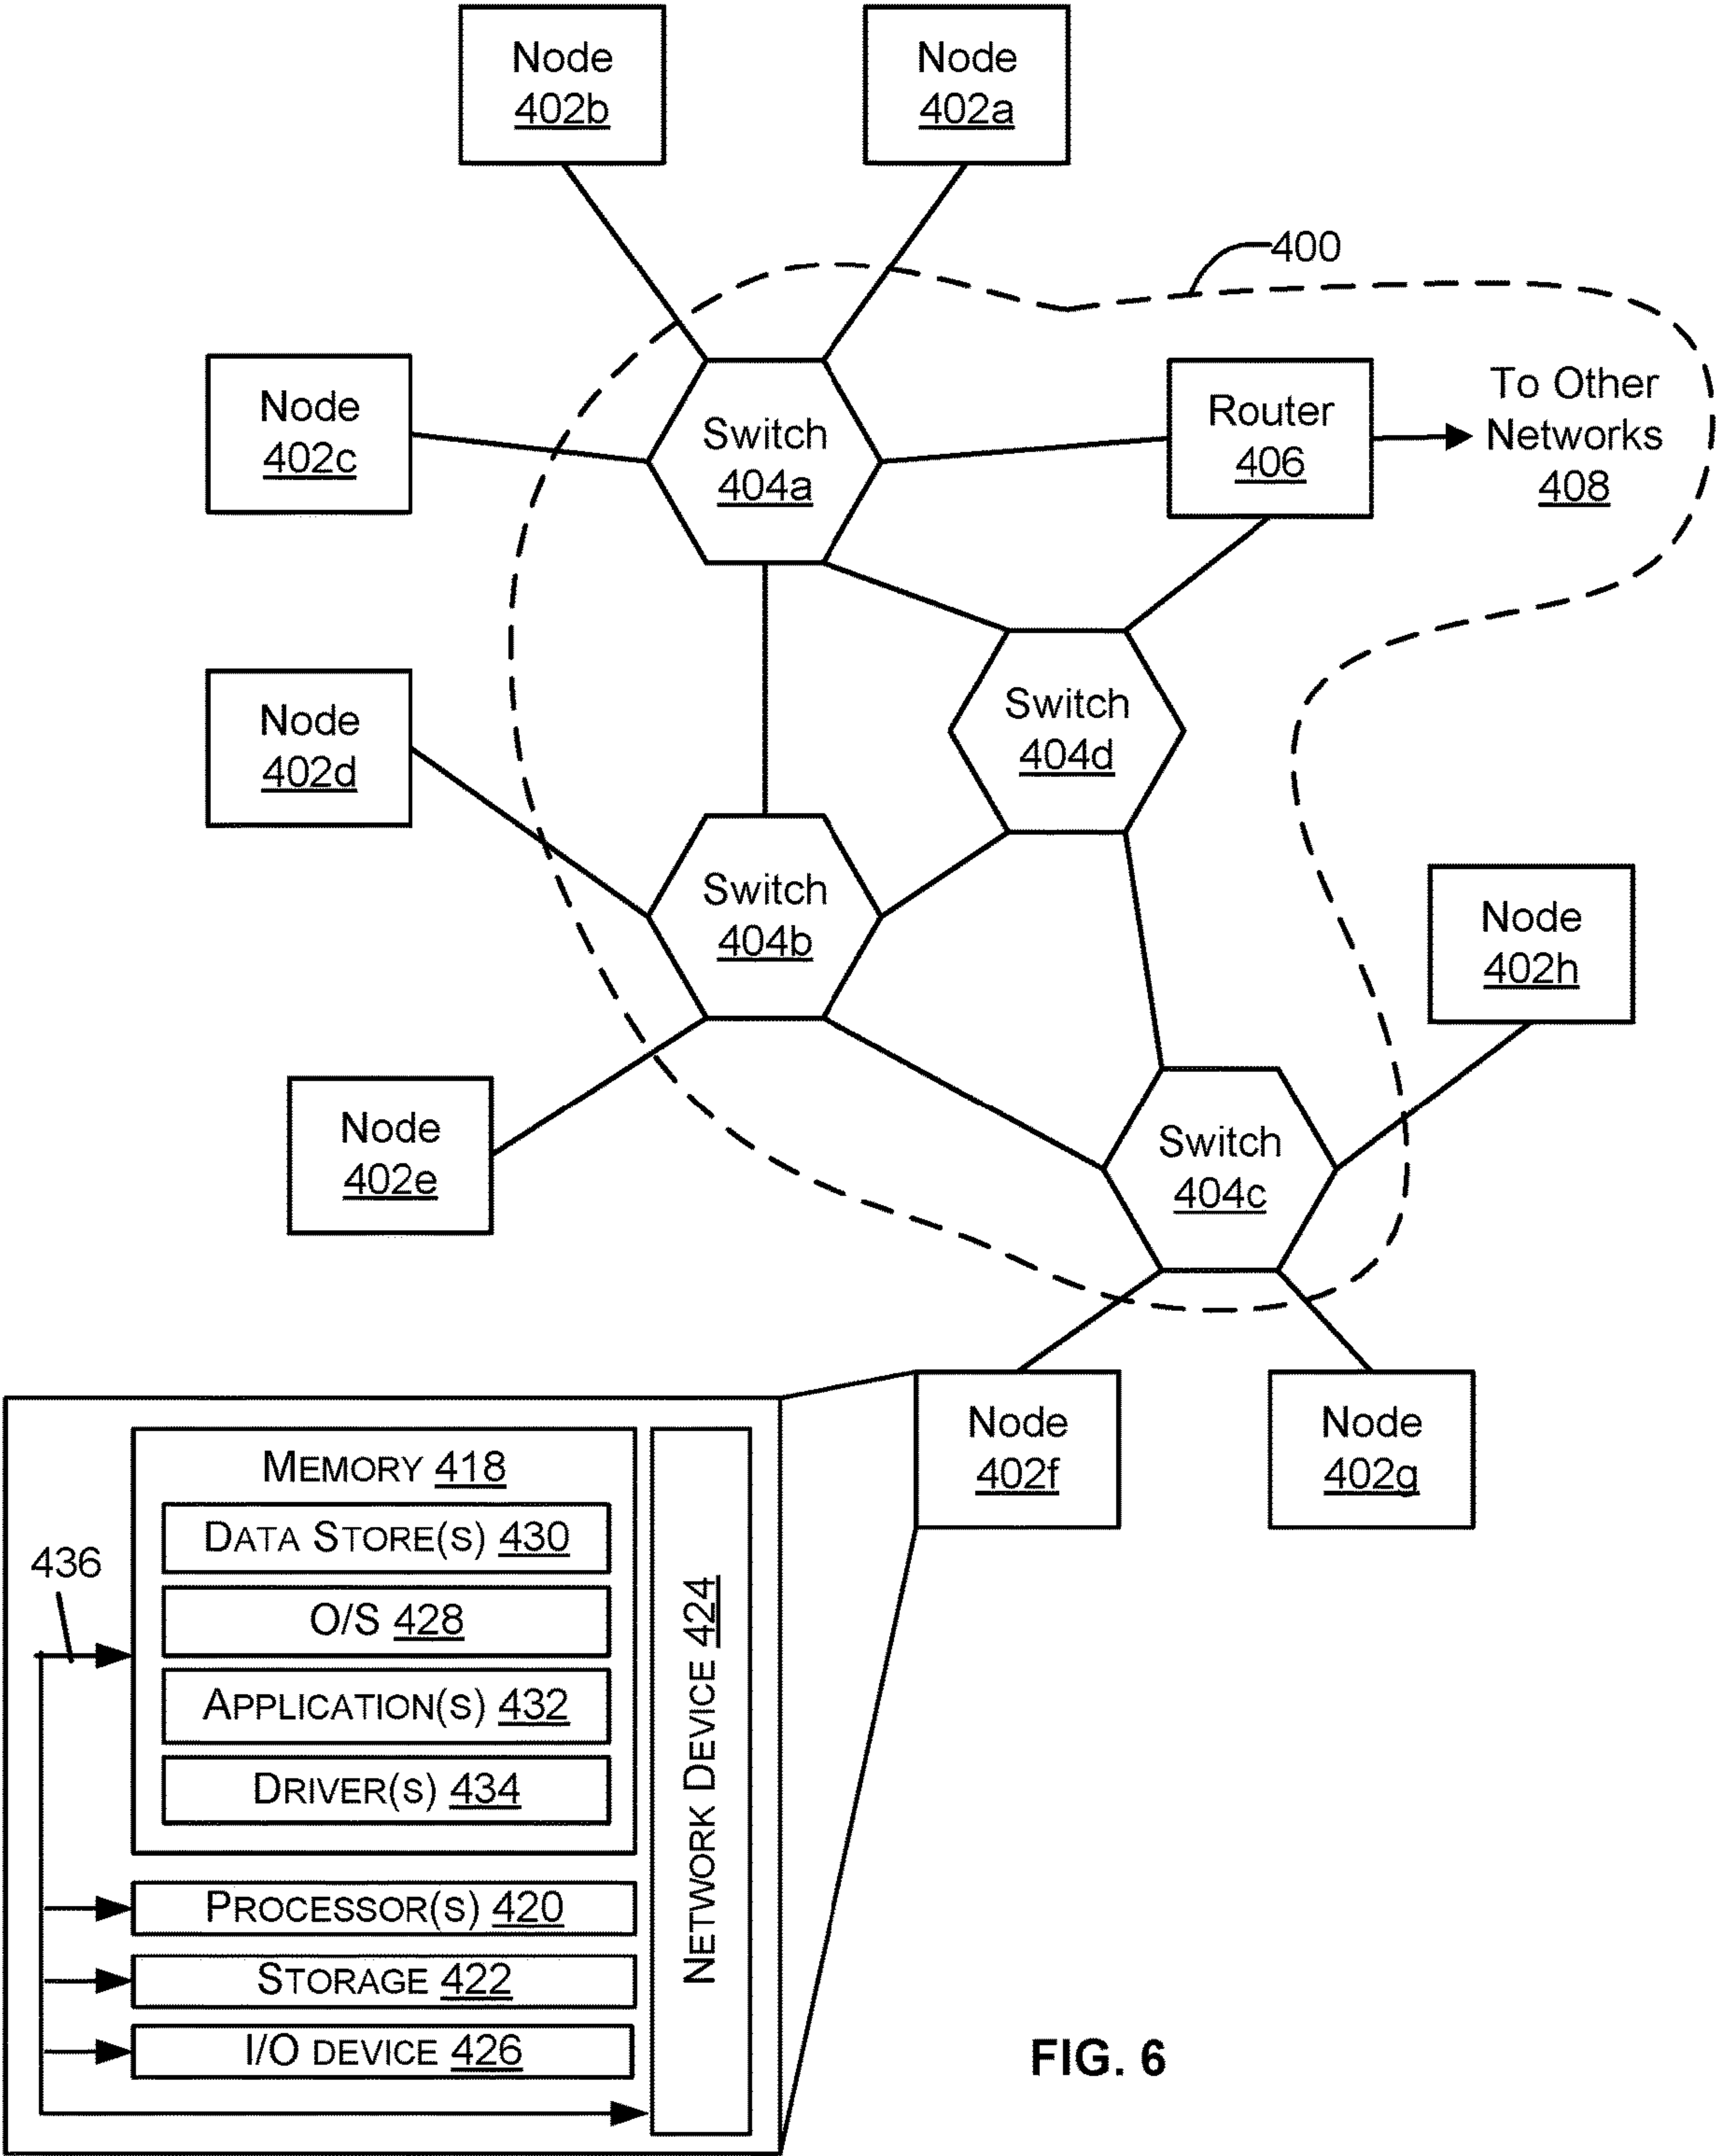 Node
402b
Node
402a
400
Node
402c
Switch
404a
Router
406
To Other
Networks
408
Node
402d
Switch
404d
Switch
404b
Node
402h
Node
402e
Switch
404c
Node
402f
Node
402g
MEMORY 418
DATA STORE(S) 430
O/S 428
APPLICATION(S) 432
DRIVER(S) 434
436
PROCESSOR(S) 420
STORAGE 422
I/O DEVICE 426
NETWORK DEVICE 424
FIG. 6